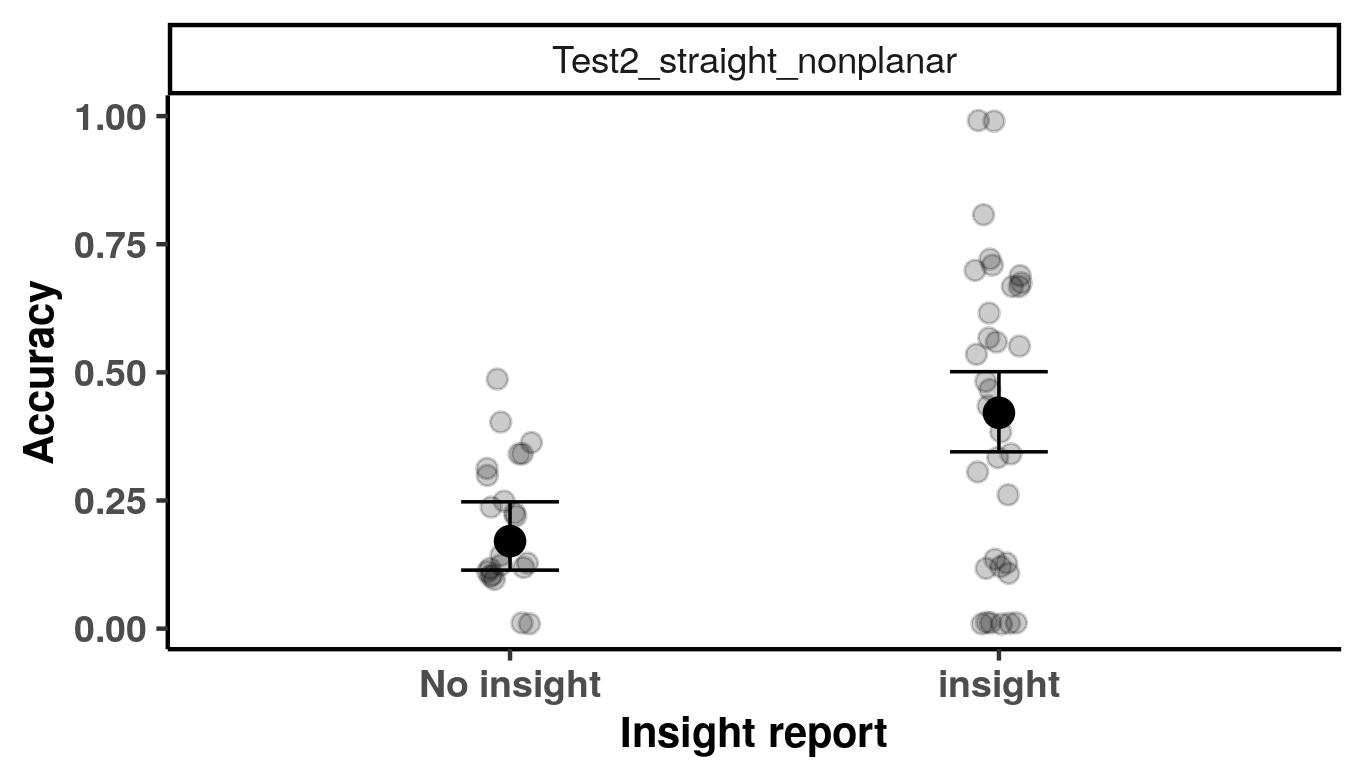 Test2_straight_nonplanar
1.00
0.75
0.50
0.25
0.00
Accuracy
No insight
insight
Insight report